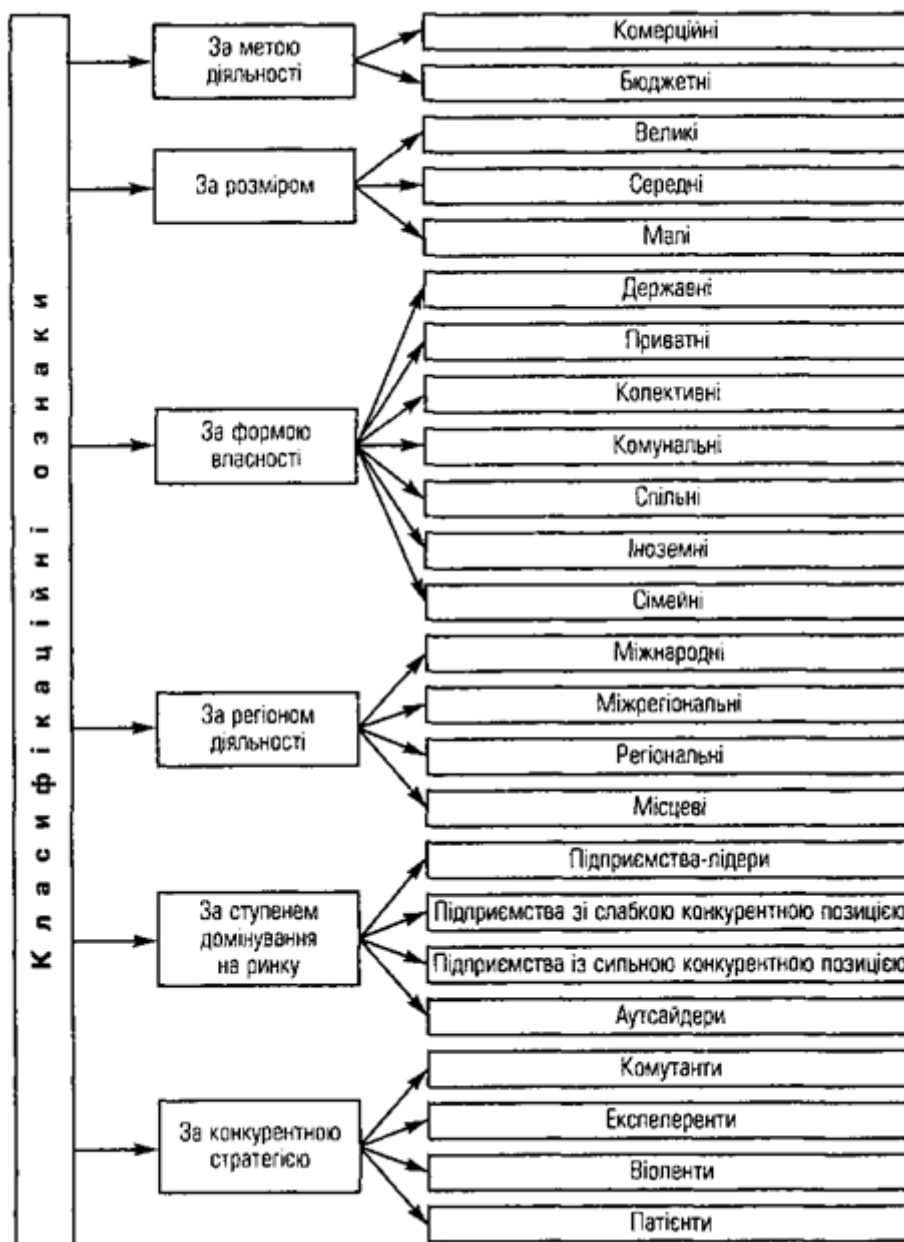 Класифікаційні ознаки
За метою
діяльності
Комерційні
Бюджетні
За розміром
Великі
Середні
Малі
За формою
власності
Державні
Приватні
Колективні
Комунальні
Спільні
Іноземні
Сімейні
За регіоном
діяльності
Міжнародні
Міжрегіональні
Регіональні
Місцеві
За ступенем
домінування
на ринку
Підприємства-лідери
Підприємства зі слабкою конкурентною позицією
Підприємства із сильною конкурентною позицією
Аутсайдери
За конкурентною
стратегією
Комутанти
Експелеренти
Віоленти
Патієнти